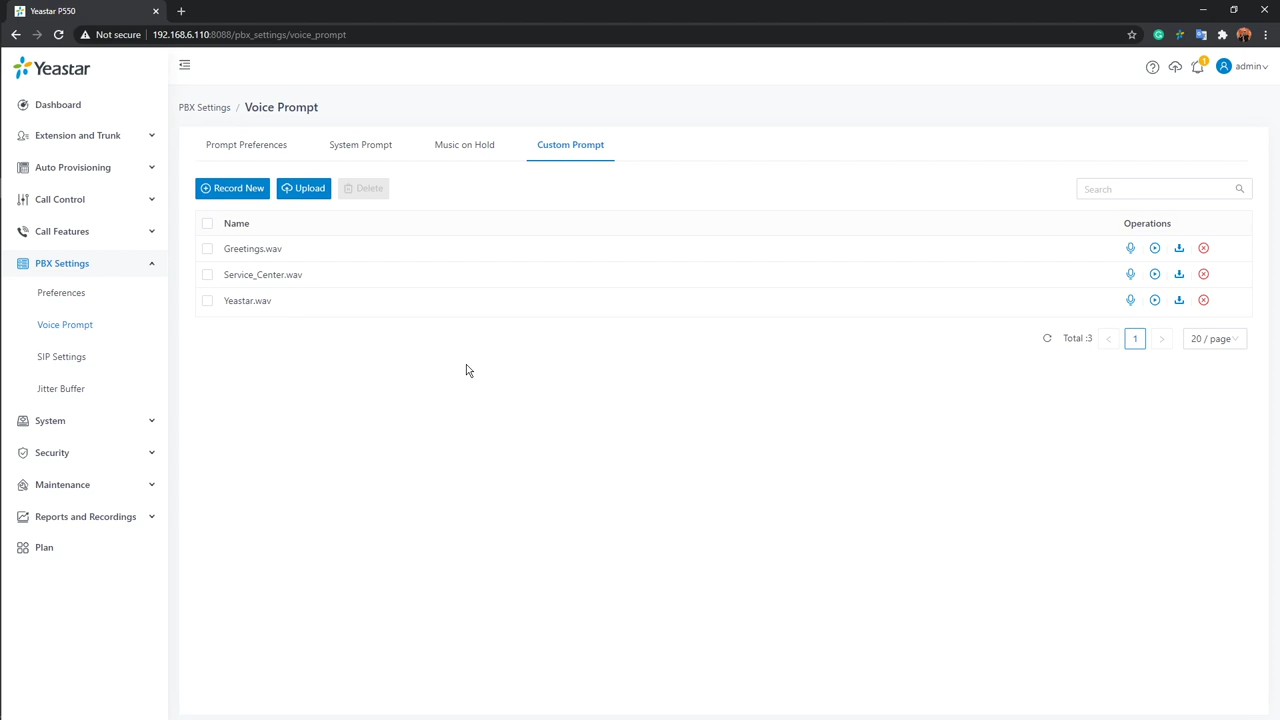 Yeastar P550
Not secure | 192.168.6.110:8088/pbx_settings/voice_prompt
Yeastar
1
admin
Dashboard
Extension and Trunk
Auto Provisioning
Call Control
Call Features
PBX Settings
Preferences
Voice Prompt
SIP Settings
Jitter Buffer
System
Security
Maintenance
Reports and Recordings
Plan
PBX Settings / Voice Prompt
Prompt Preferences System Prompt Music on Hold Custom Prompt
Record New Upload Delete Search
Name Operations
Greetings.wav
Service_Center.wav
Yeastar.wav
Total :3 < 1 > 20 / page